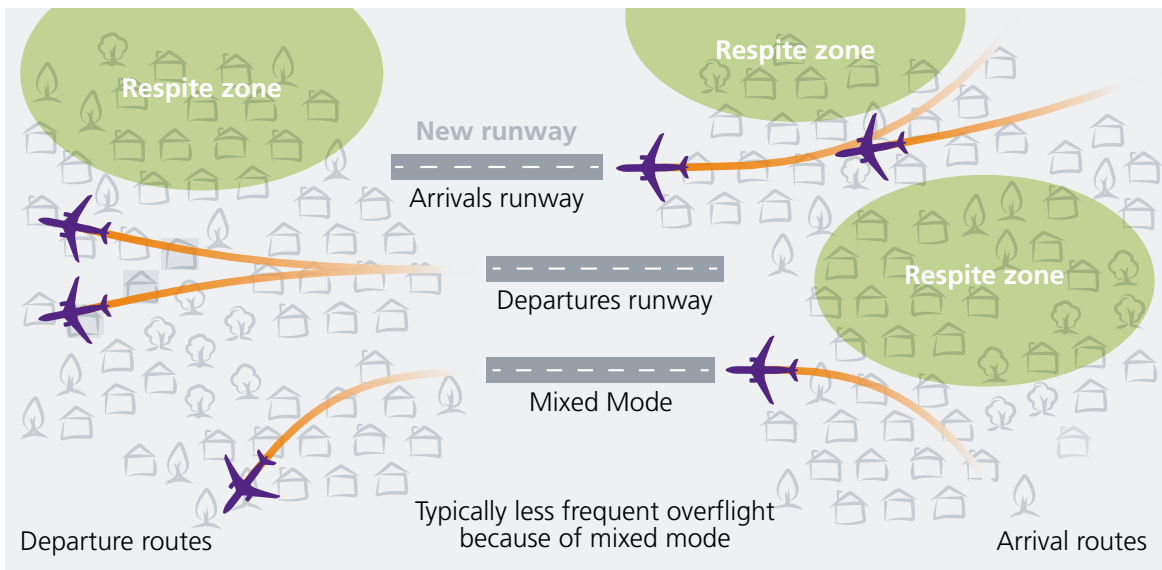 Respite zone
Respite zone
New runway
Arrivals runway
Respite zone
Departures runway
Mixed Mode
Typically less frequent overflight
because of mixed mode
Departure routes
Arrival routes